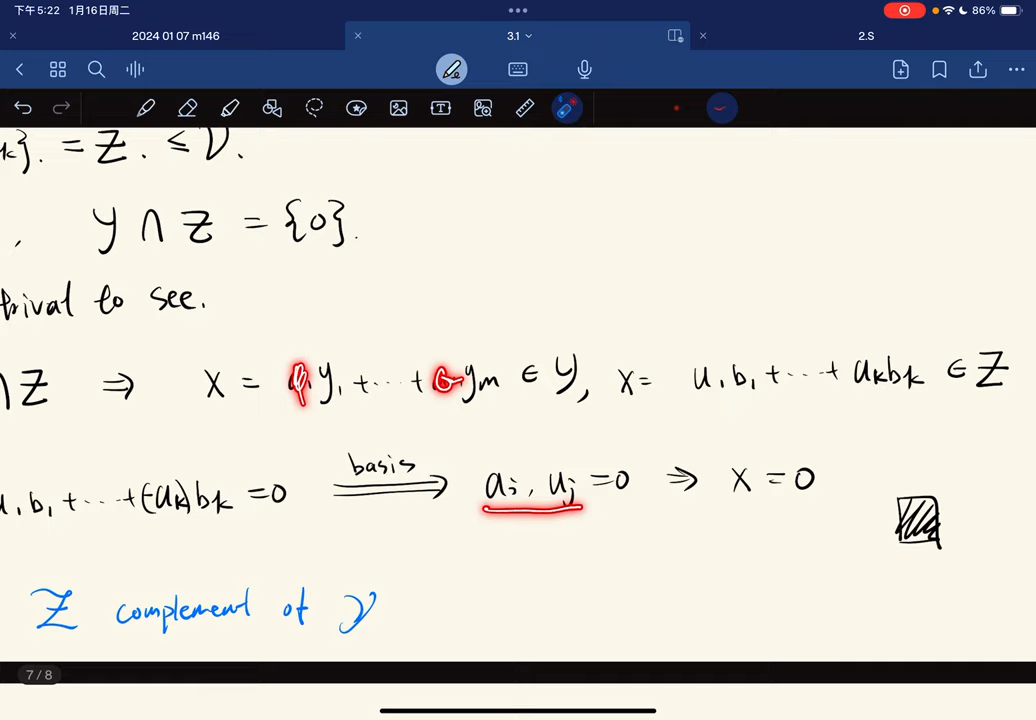 下午5:22 1月16日周二
86%
2024 01 07 m146
3.1
2.S
k}. = Z. ≤ V.
, Y ∩ Z = {0}.
trivial to see.
∩ Z ⇒ X = y₁ + ··· + yₘ ∈ Y, X = u₁b₁ + ··· + uₖbₖ ∈ Z
u₁b₁ + ··· + (-uₖ)bₖ = 0 basis ⟹ aᵢ, uⱼ = 0 ⇒ X = 0
Z complement of Y
7 / 8